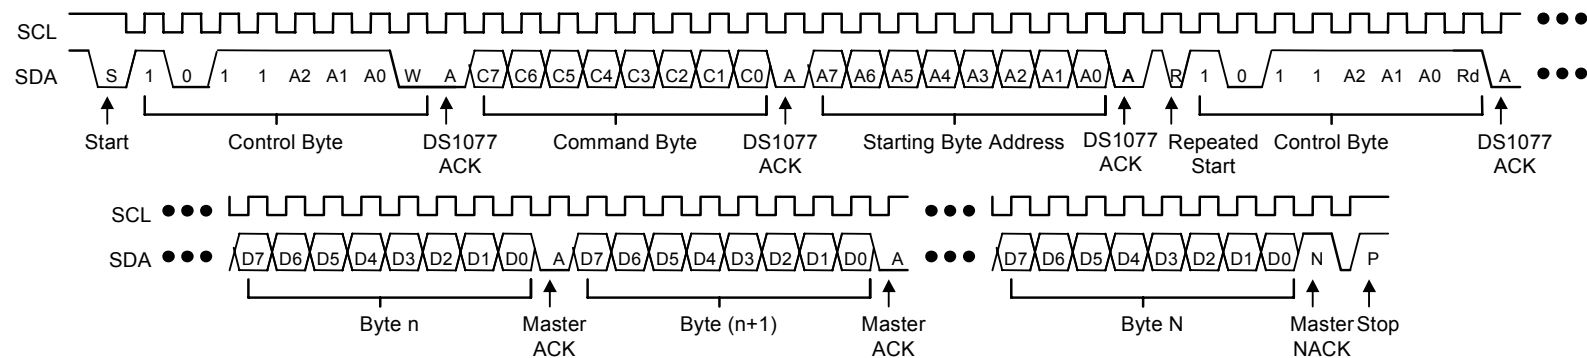 SCL
SDA S 1 0 1 1 A2 A1 A0 W A C7 C6 C5 C4 C3 C2 C1 C0 A A7 A6 A5 A4 A3 A2 A1 A0 A R 1 0 1 1 A2 A1 A0 Rd A
Start Control Byte DS1077 ACK Command Byte DS1077 ACK Starting Byte Address DS1077 ACK Repeated Start Control Byte DS1077 ACK
SCL
SDA D7 D6 D5 D4 D3 D2 D1 D0 A D7 D6 D5 D4 D3 D2 D1 D0 A D7 D6 D5 D4 D3 D2 D1 D0 N P
Byte n Master ACK Byte (n+1) Master ACK Byte N Master NACK Stop